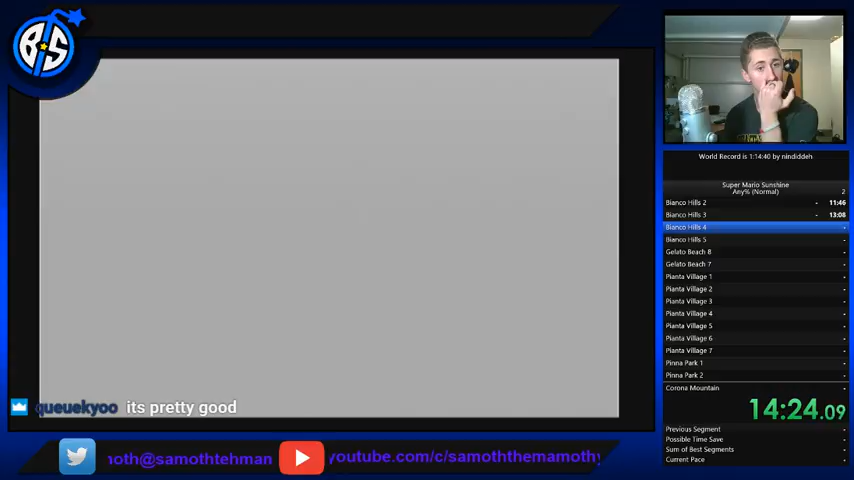 BS
World Record is 1:14:40 by nindiddeh
Super Mario Sunshine
Any% (Normal) 2
Bianco Hills 2 - 11:46
Bianco Hills 3 - 13:08
Bianco Hills 4 -
Bianco Hills 5 -
Gelato Beach 8 -
Gelato Beach 7 -
Pianta Village 1 -
Pianta Village 2 -
Pianta Village 3 -
Pianta Village 4 -
Pianta Village 5 -
Pianta Village 6 -
Pianta Village 7 -
Pinna Park 1 -
Pinna Park 2 -
Corona Mountain -
14:24.09
Previous Segment -
Possible Time Save -
Sum of Best Segments -
Current Pace -
queuekyoo its pretty good
noth@samothtehman
youtube.com/c/samoththemamothy